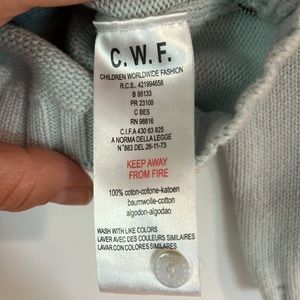 C.W.F.
CHILDREN WORLDWIDE FASHION
R.C.S. 421994658
B 95133
PR 23108
C BES
RN 98816
C.I.F.A 430 63 825
A NORMA DELLA LEGGE
N°883 DEL 26-11-73
KEEP AWAY
FROM FIRE
100% coton-cotone-katoen
baumwolle-cotton
algodon-algodao
WASH WITH LIKE COLORS
LAVER AVEC DES COULEURS SIMILAIRES
LAVAR CON COLORES SIMILARES